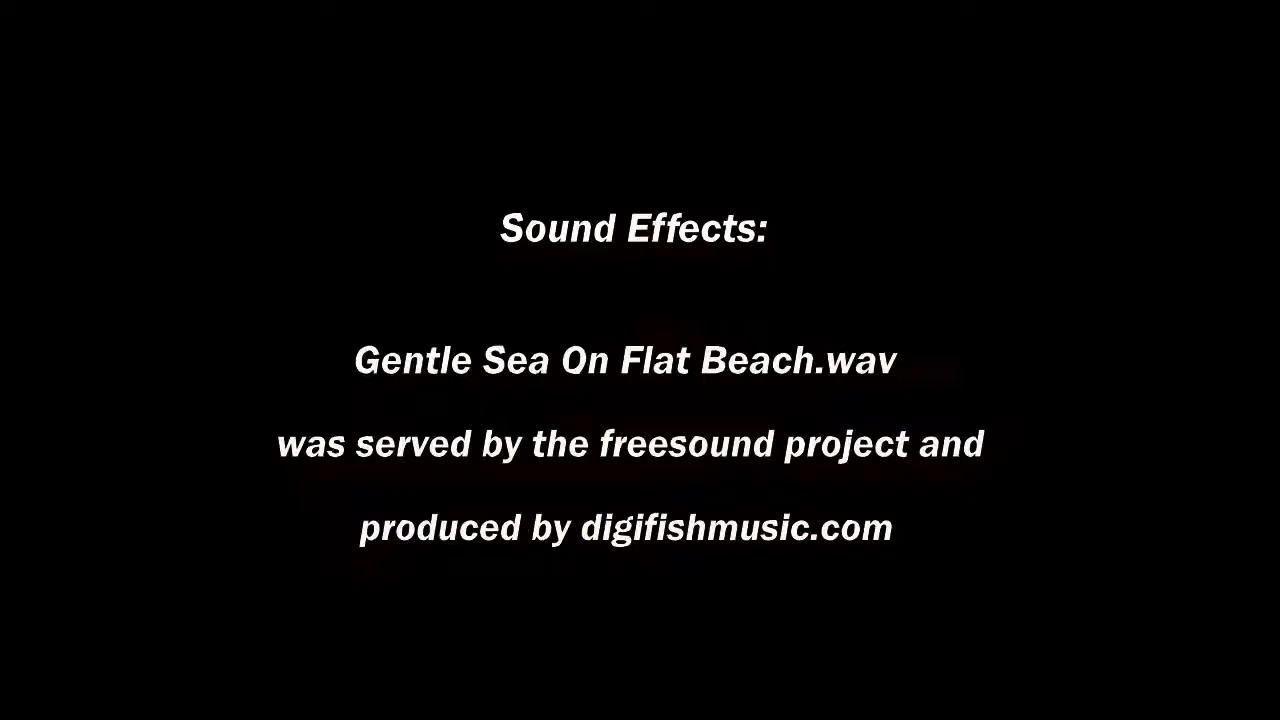 Sound Effects:
Gentle Sea On Flat Beach.wav
was served by the freesound project and
produced by digifishmusic.com